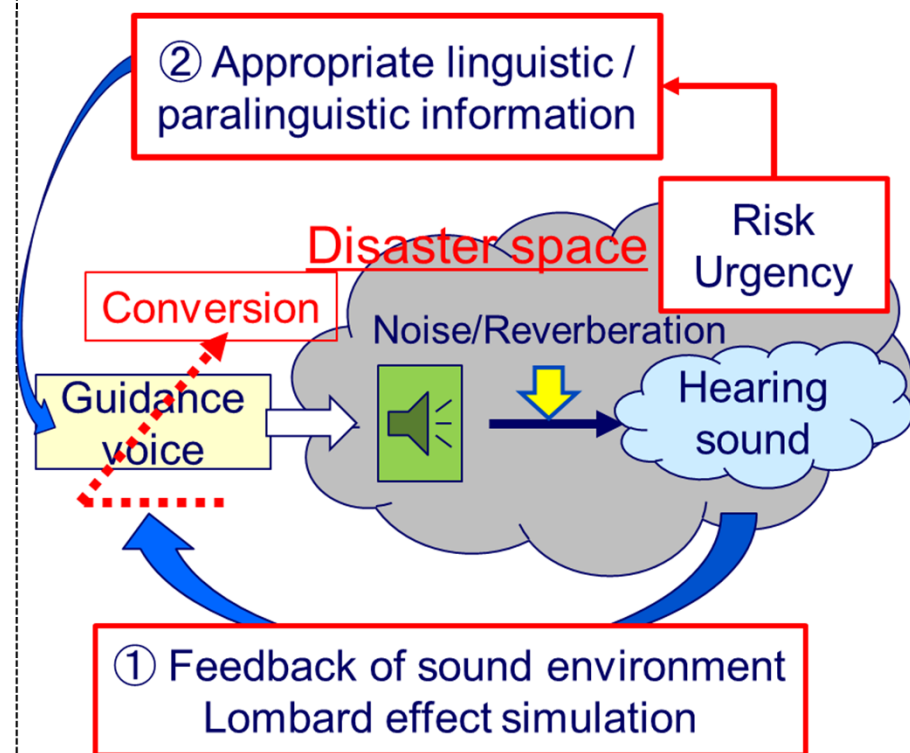 ② Appropriate linguistic /
paralinguistic information
Risk
Urgency
Disaster space
Conversion
Noise/Reverberation
Guidance
voice
Hearing
sound
① Feedback of sound environment
Lombard effect simulation